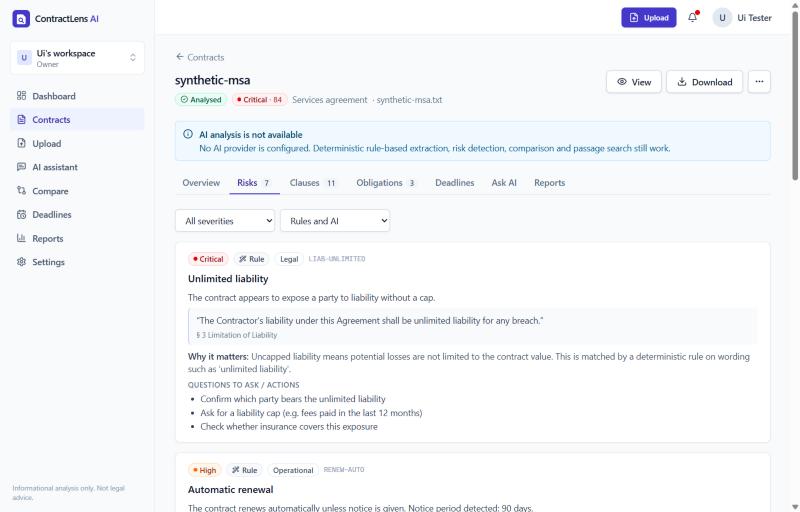 ContractLens AI
Upload
U
Ui Tester
U
Ui's workspace
Owner
Dashboard
Contracts
Upload
AI assistant
Compare
Deadlines
Reports
Settings
Informational analysis only. Not legal
advice.
Contracts
synthetic-msa
Analysed
Critical · 84
Services agreement · synthetic-msa.txt
View
Download
AI analysis is not available
No AI provider is configured. Deterministic rule-based extraction, risk detection, comparison and passage search still work.
Overview
Risks 7
Clauses 11
Obligations 3
Deadlines
Ask AI
Reports
All severities
Rules and AI
Critical
Rule
Legal
LIAB-UNLIMITED
Unlimited liability
The contract appears to expose a party to liability without a cap.
"The Contractor's liability under this Agreement shall be unlimited liability for any breach."
§ 3 Limitation of Liability
Why it matters: Uncapped liability means potential losses are not limited to the contract value. This is matched by a deterministic rule on wording
such as 'unlimited liability'.
QUESTIONS TO ASK / ACTIONS
Confirm which party bears the unlimited liability
Ask for a liability cap (e.g. fees paid in the last 12 months)
Check whether insurance covers this exposure
High
Rule
Operational
RENEW-AUTO
Automatic renewal
The contract renews automatically unless notice is given. Notice period detected: 90 days.